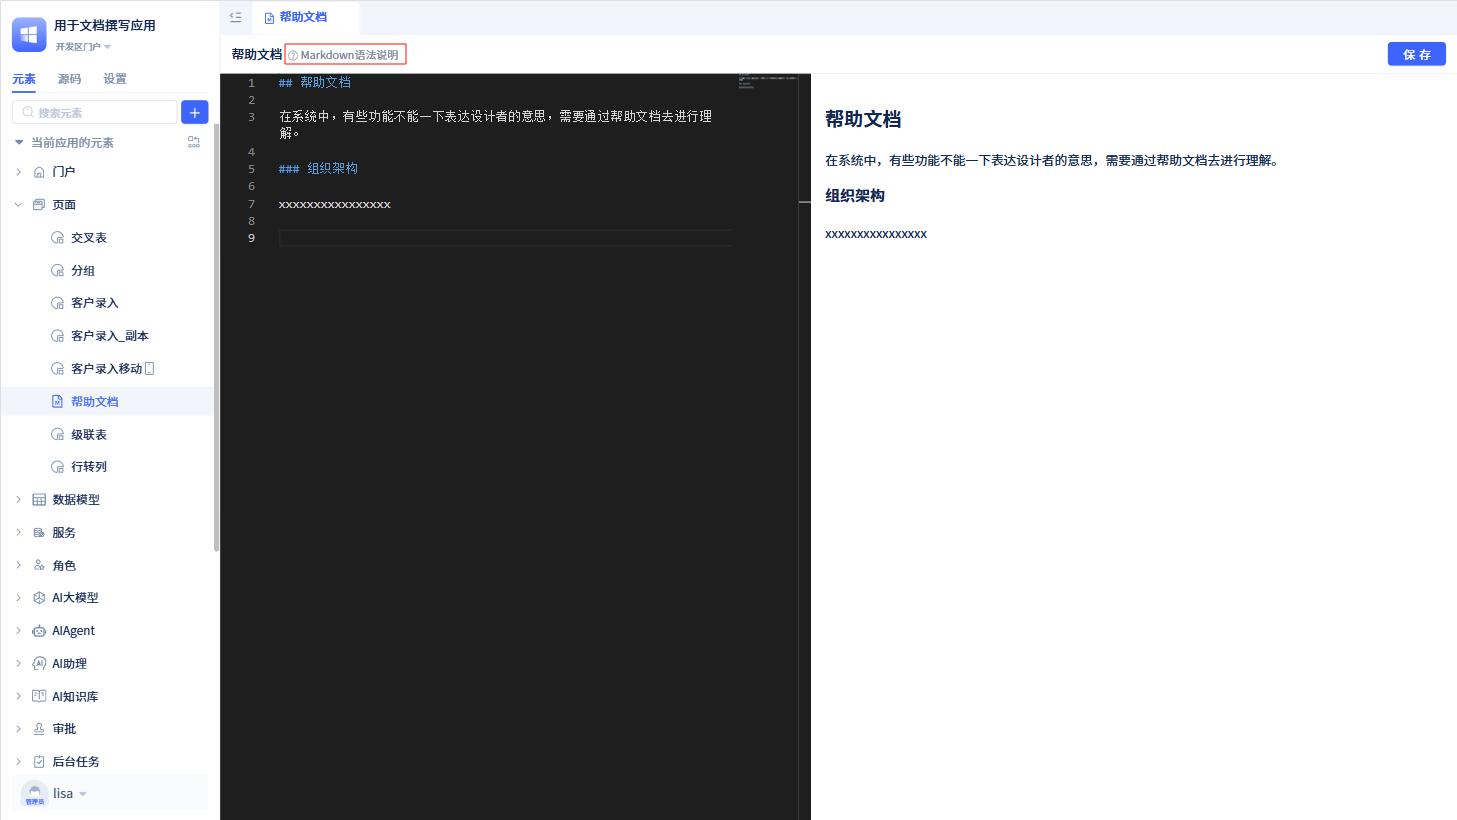 用于文档撰写应用
开发区门户
元素 源码 设置
搜索元素
当前应用的元素
门户
页面
交叉表
分组
客户录入
客户录入_副本
客户录入移动
帮助文档
级联表
行转列
数据模型
服务
角色
AI大模型
AIAgent
AI助理
AI知识库
审批
后台任务
管理员
lisa
帮助文档
帮助文档 Markdown语法说明
保 存
1 ## 帮助文档
2
3 在系统中，有些功能不能一下表达设计者的意思，需要通过帮助文档去进行理
解。
4
5 ### 组织架构
6
7 xxxxxxxxxxxxxxxx
8
9
帮助文档
在系统中，有些功能不能一下表达设计者的意思，需要通过帮助文档去进行理解。
组织架构
xxxxxxxxxxxxxxxx